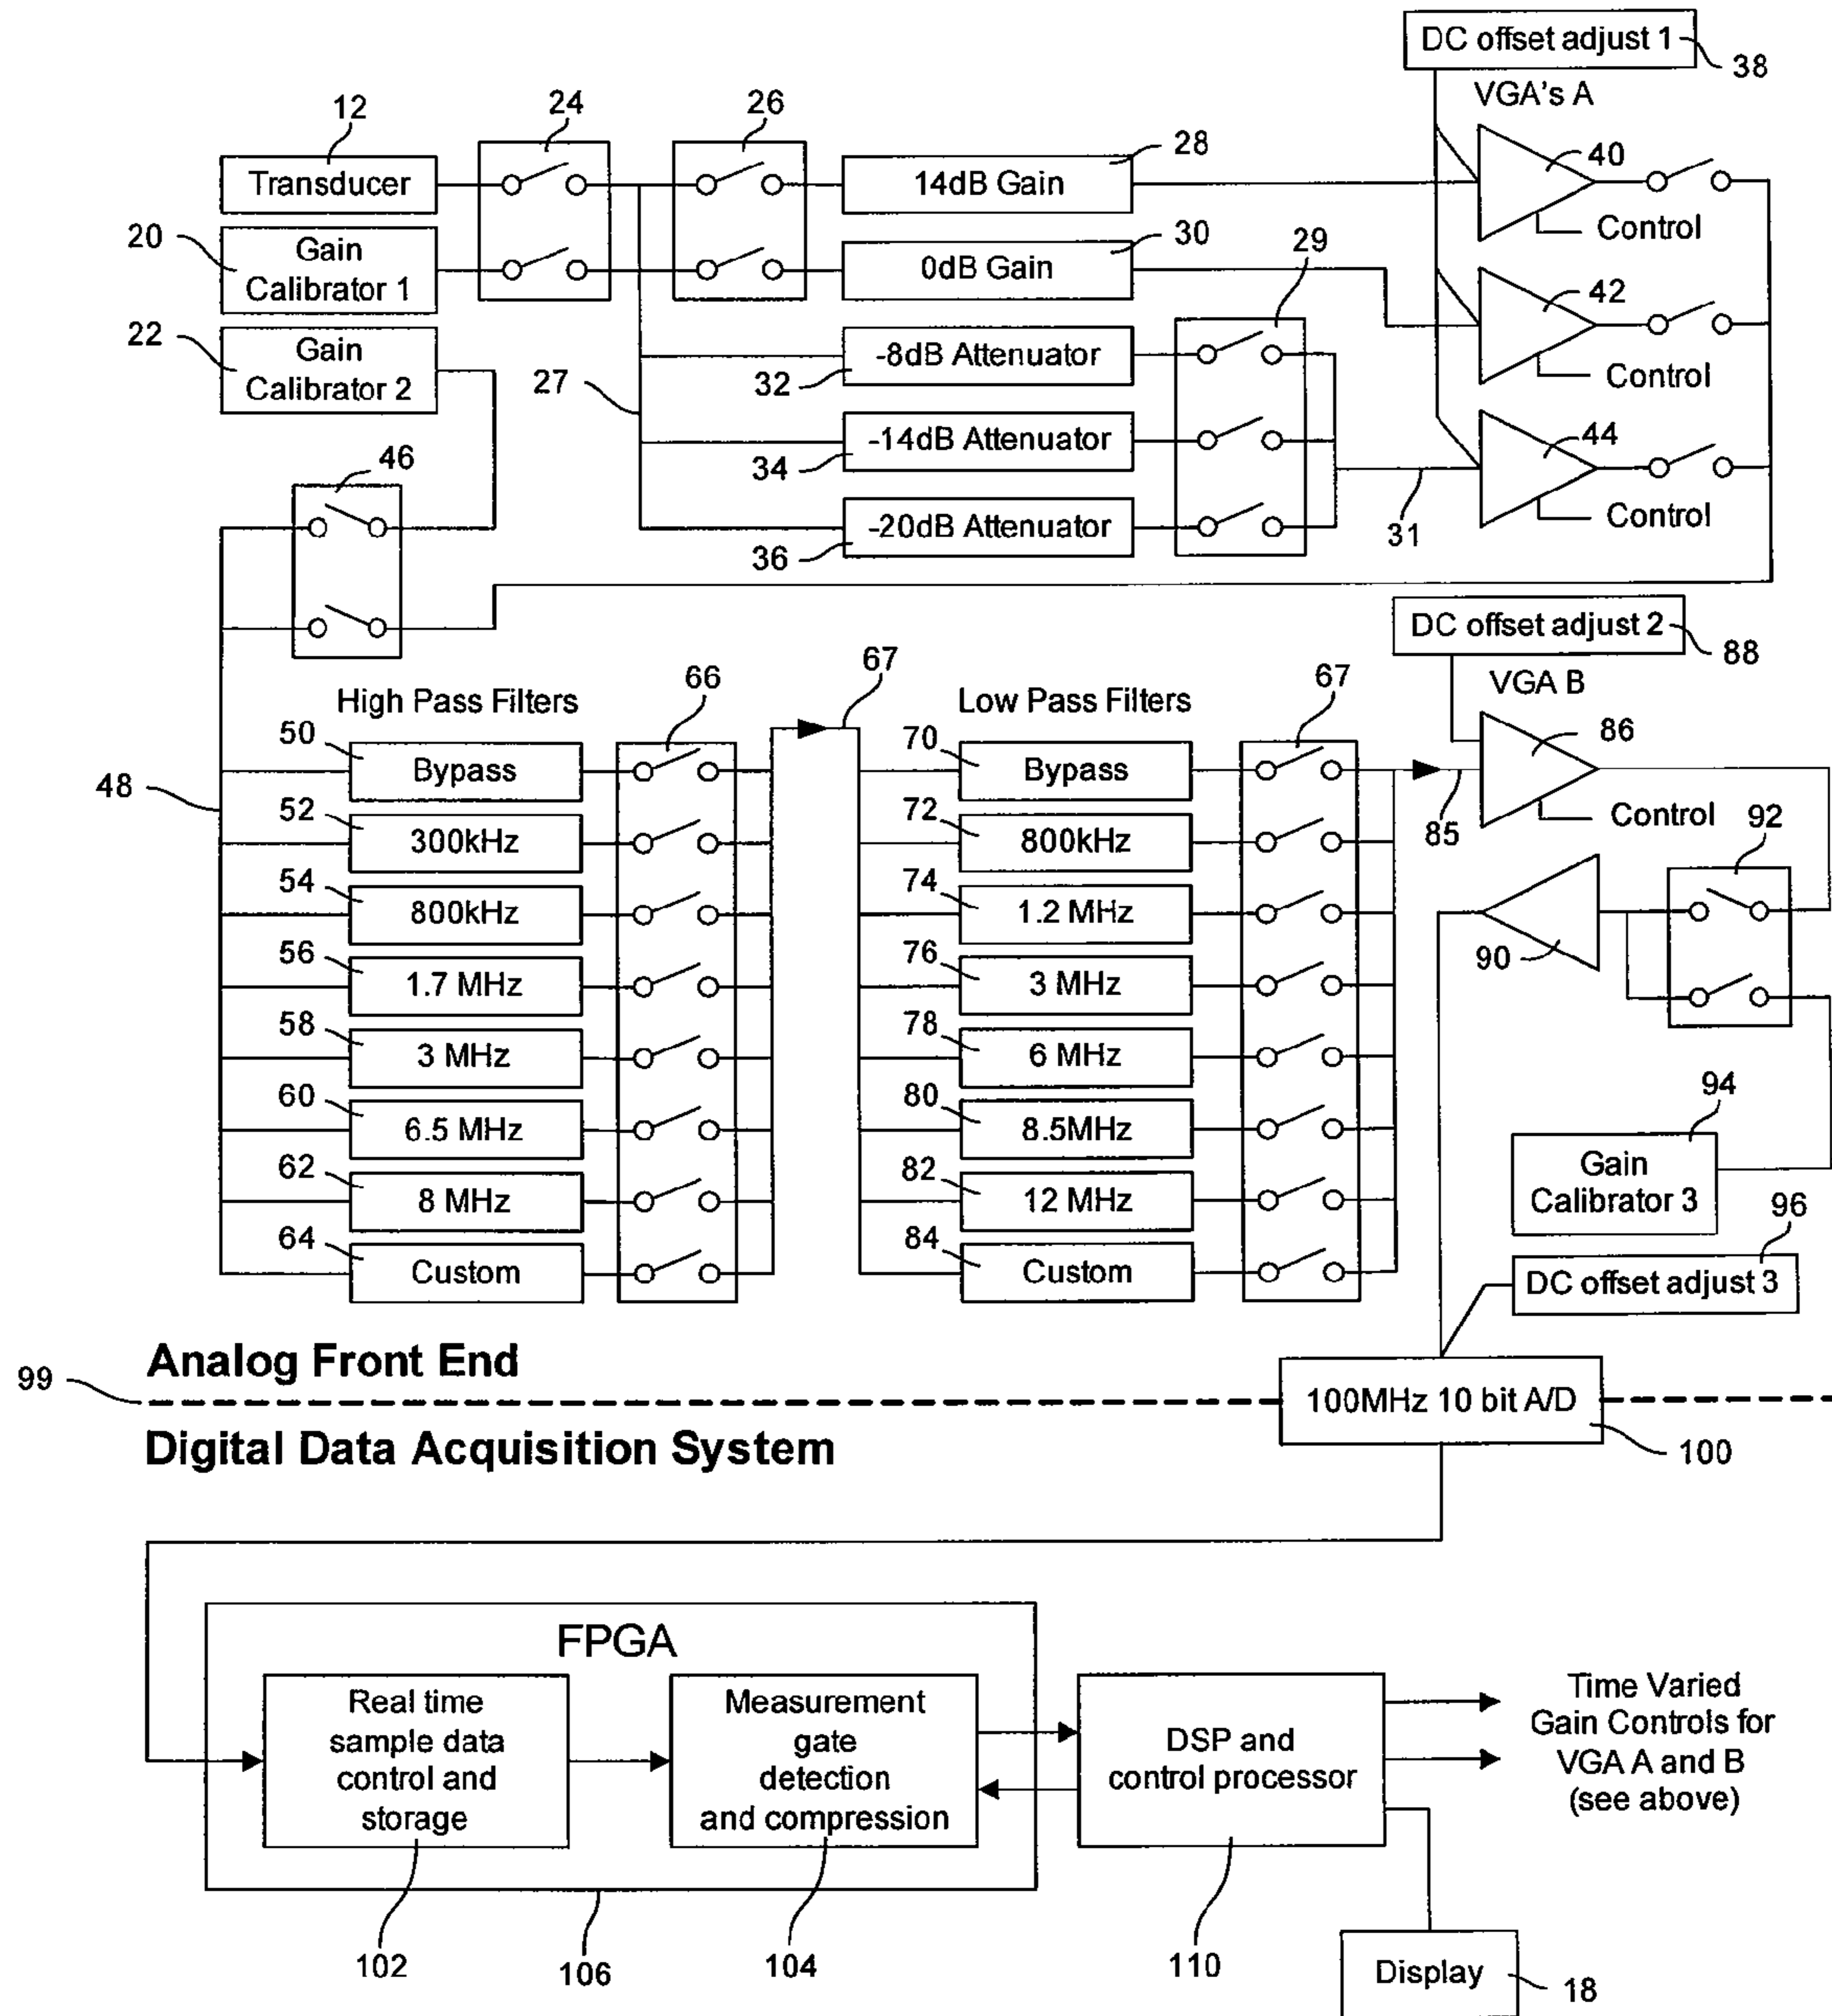 DC offset adjust 1
38
VGA's A
12
24
26
28
Transducer
14dB Gain
40
Control
20
Gain
Calibrator 1
30
0dB Gain
29
42
Control
22
Gain
Calibrator 2
-8dB Attenuator
32
27
-14dB Attenuator
34
44
Control
46
-20dB Attenuator
36
31
DC offset adjust 2
88
VGA B
High Pass Filters
66
67
Low Pass Filters
67
48
50
Bypass
52
300kHz
54
800kHz
56
1.7 MHz
58
3 MHz
60
6.5 MHz
62
8 MHz
64
Custom
70
Bypass
72
800kHz
74
1.2 MHz
76
3 MHz
78
6 MHz
80
8.5MHz
82
12 MHz
84
Custom
85
86
Control
92
90
94
Gain
Calibrator 3
96
DC offset adjust 3
Analog Front End
99
100MHz 10 bit A/D
100
Digital Data Acquisition System
FPGA
Real time
sample data
control and
storage
Measurement
gate
detection
and compression
DSP and
control processor
Time Varied
Gain Controls for
VGA A and B
(see above)
102
106
104
110
Display
18